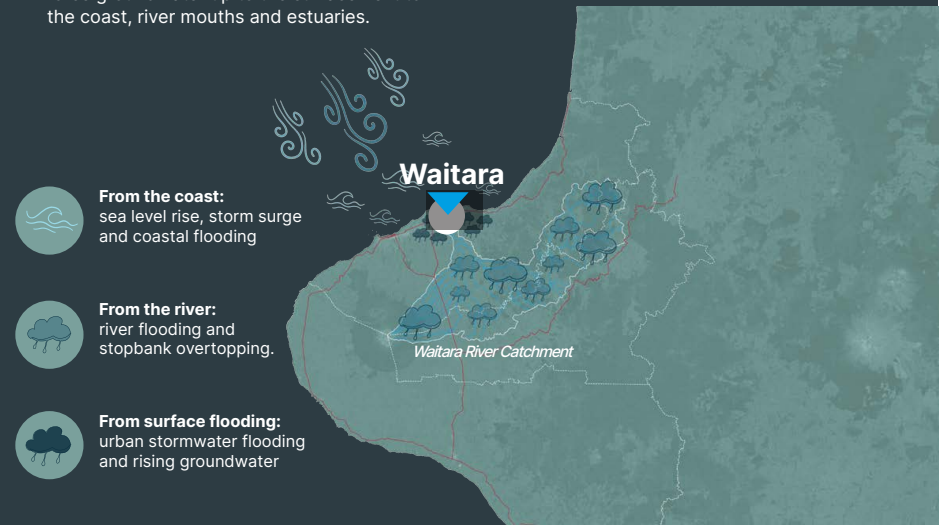 the coast, river mouths and estuaries.
Waitara
From the coast:
sea level rise, storm surge
and coastal flooding
From the river:
river flooding and
stopbank overtopping.
Waitara River Catchment
From surface flooding:
urban stormwater flooding
and rising groundwater